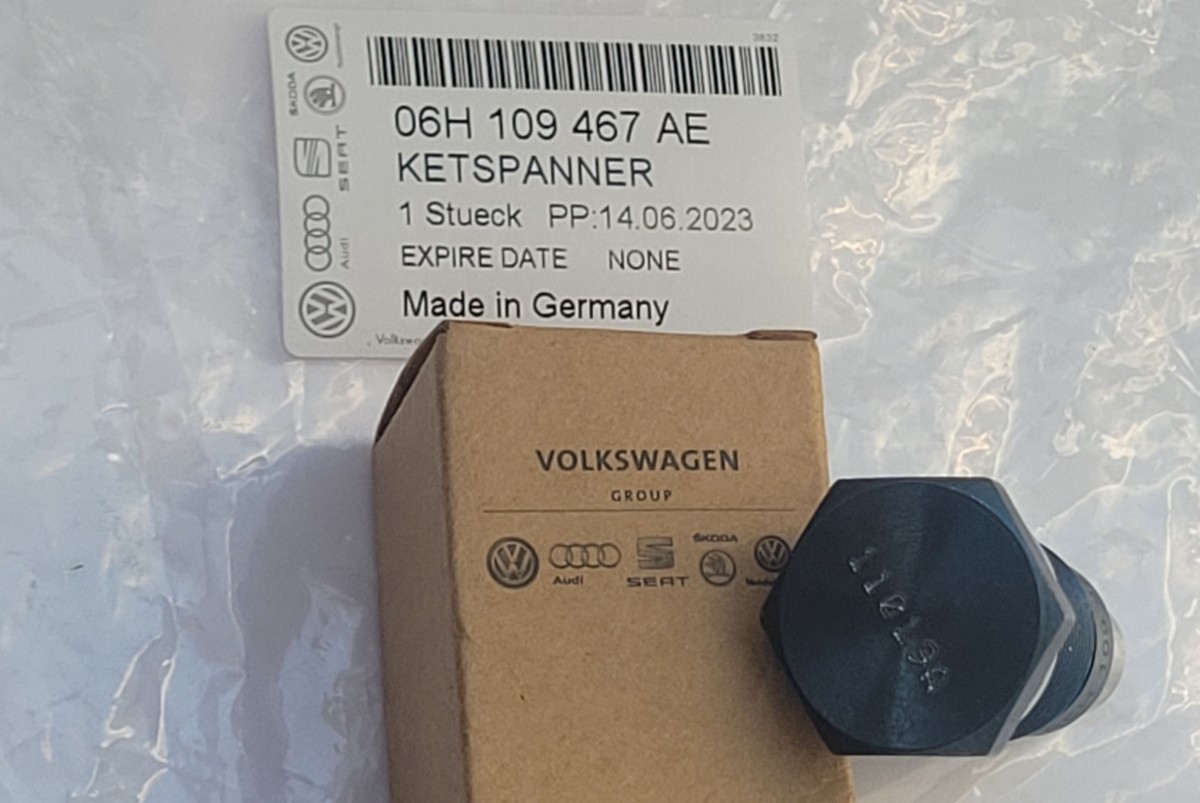 3832
06H 109 467 AE
KETSPANNER
1 Stueck PP:14.06.2023
EXPIRE DATE NONE
Made in Germany
ŠKODA
SEAT
Audi
VOLKSWAGEN
GROUP
Audi
SEAT
ŠKODA